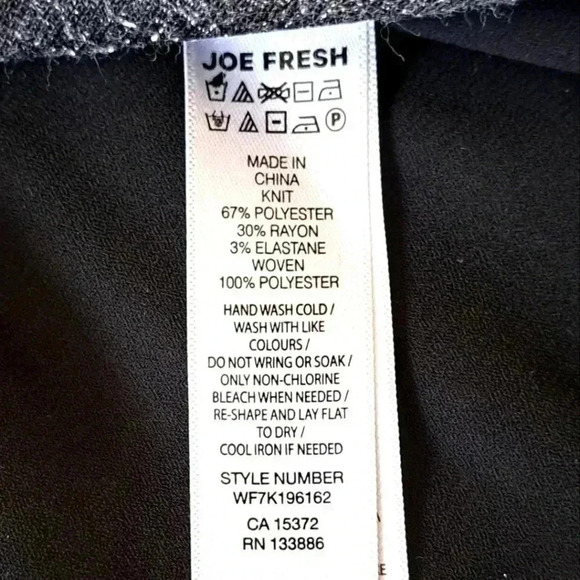 JOE FRESH
P
MADE IN
CHINA
KNIT
67% POLYESTER
30% RAYON
3% ELASTANE
WOVEN
100% POLYESTER
HAND WASH COLD /
WASH WITH LIKE
COLOURS /
DO NOT WRING OR SOAK /
ONLY NON-CHLORINE
BLEACH WHEN NEEDED /
RE-SHAPE AND LAY FLAT
TO DRY /
COOL IRON IF NEEDED
STYLE NUMBER
WF7K196162
CA 15372
RN 133886